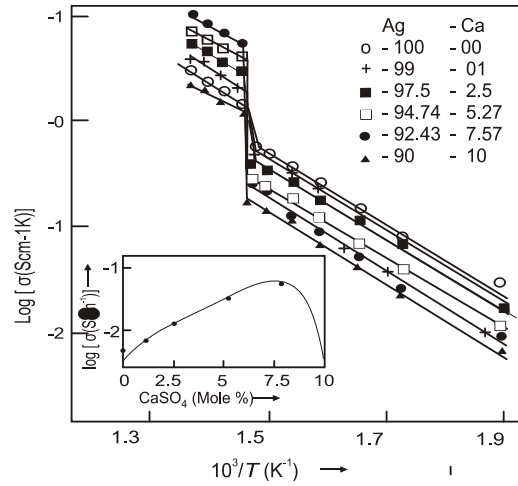 Ag - Ca
- 100 - 00
- 99 - 01
- 97.5 - 2.5
- 94.74 - 5.27
- 92.43 - 7.57
- 90 - 10
-1
-0
-1
-2
Log [ σ(Scm-1K)]
-1
-2
log [ σ(S
0 2.5 5.0 7.5 10
CaSO₄ (Mole %)
1.3 1.5 1.7 1.9
10³/T (K⁻¹)